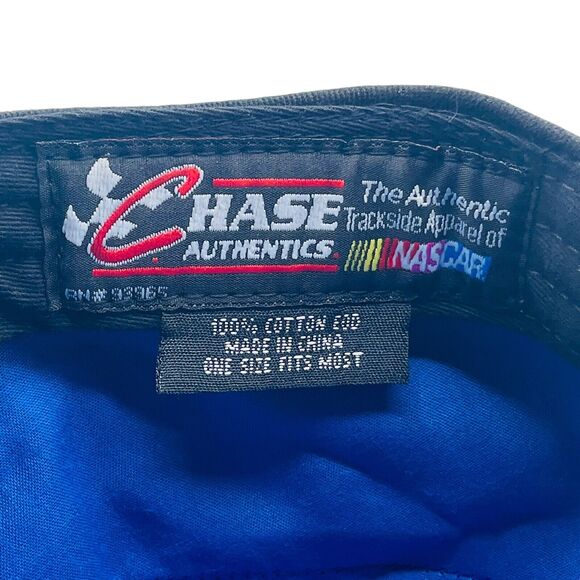 CHASE
AUTHENTICS.
The Authentic
Trackside Apparel of
NASCAR
RN# 93965
100% COTTON EOD
MADE IN CHINA
ONE SIZE FITS MOST